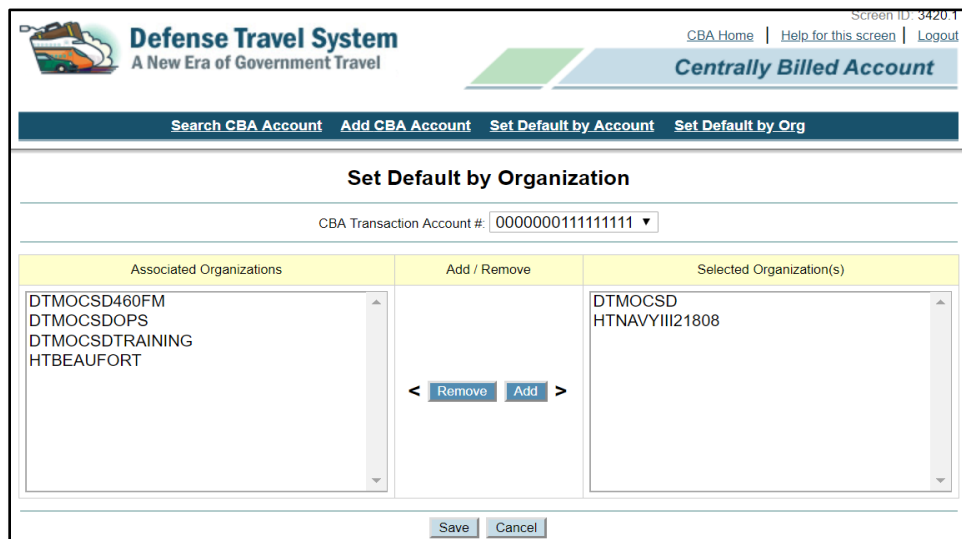 Screen ID: 3420.1
CBA Home | Help for this screen | Logout
Defense Travel System
A New Era of Government Travel
Centrally Billed Account
Search CBA Account Add CBA Account Set Default by Account Set Default by Org
Set Default by Organization
CBA Transaction Account #: 0000000111111111
Associated Organizations Add / Remove Selected Organization(s)
DTMOCSD460FM
DTMOCSDOPS
DTMOCSDTRAINING
HTBEAUFORT
< Remove Add >
DTMOCSD
HTNAVYIII21808
Save Cancel